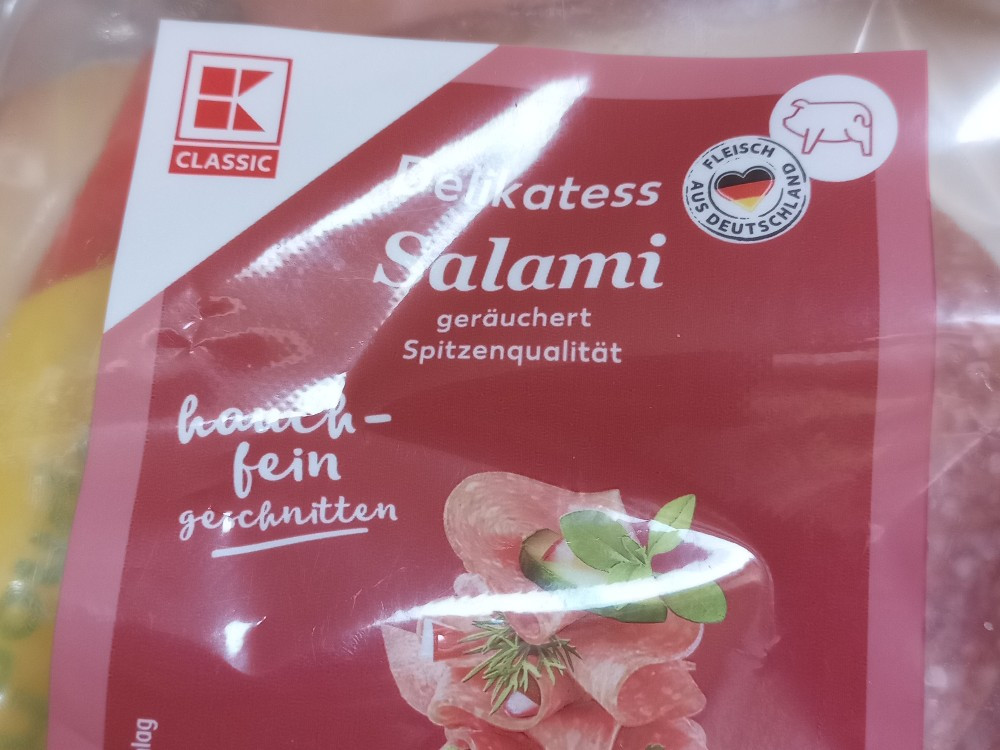 K
CLASSIC
FLEISCH
AUS DEUTSCHLAND
Delikatess
Salami
geräuchert
Spitzenqualität
hauch-
fein
geschnitten